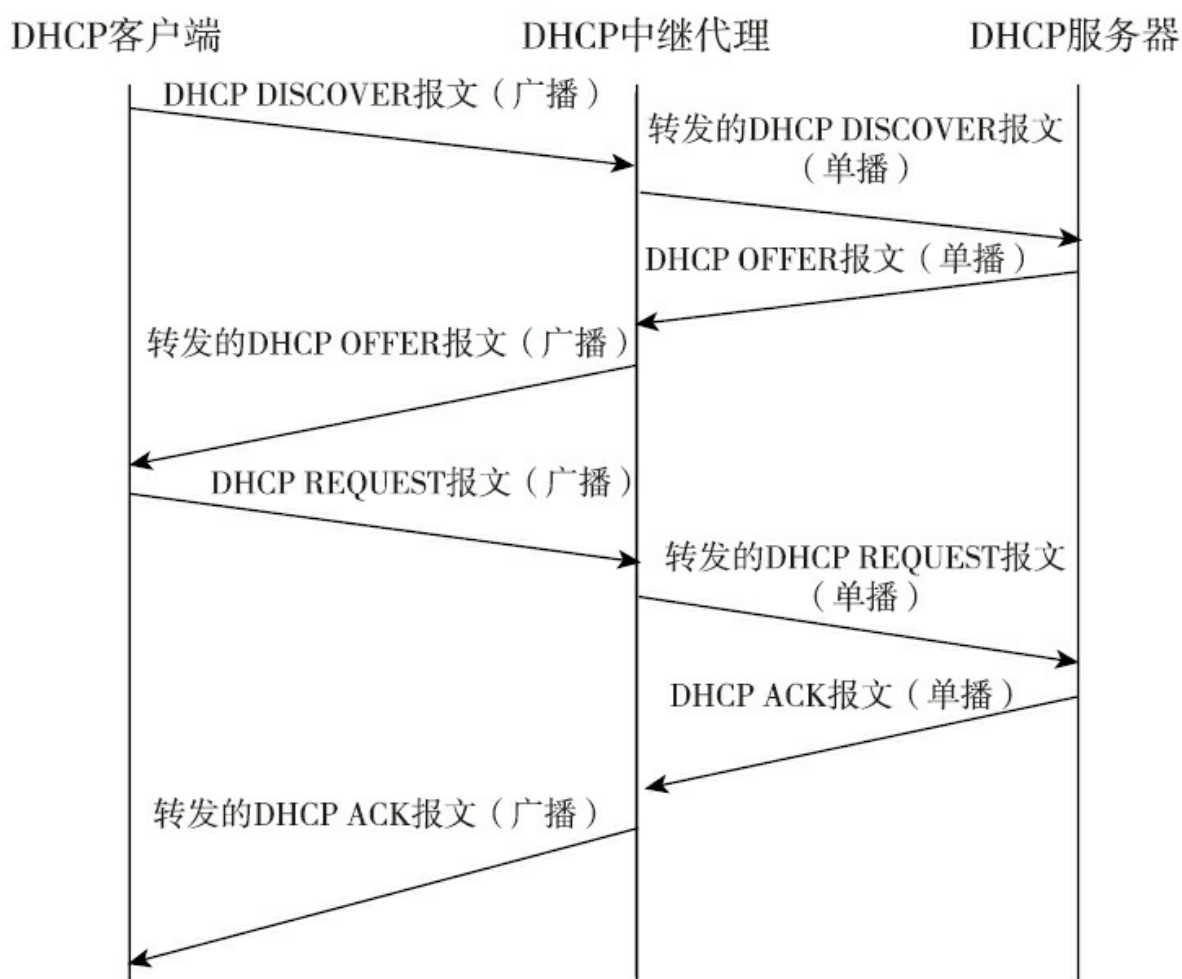 DHCP客户端
DHCP中继代理
DHCP服务器
DHCP DISCOVER报文（广播）
转发的DHCP DISCOVER报文
（单播）
DHCP OFFER报文（单播）
转发的DHCP OFFER报文（广播）
DHCP REQUEST报文（广播）
转发的DHCP REQUEST报文
（单播）
DHCP ACK报文（单播）
转发的DHCP ACK报文（广播）